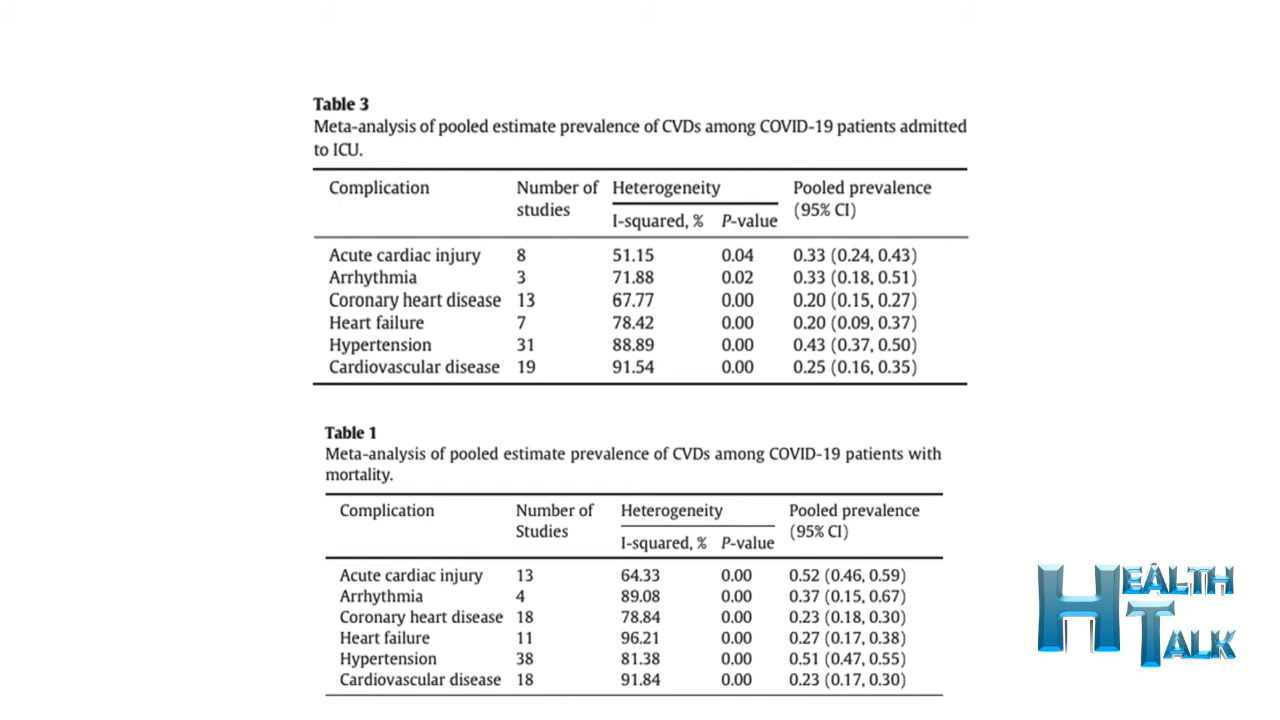 Table 3
Meta-analysis of pooled estimate prevalence of CVDs among COVID-19 patients admitted
to ICU.
Complication Number of Heterogeneity Pooled prevalence
studies (95% CI)
I-squared, % P-value
Acute cardiac injury 8 51.15 0.04 0.33 (0.24, 0.43)
Arrhythmia 3 71.88 0.02 0.33 (0.18, 0.51)
Coronary heart disease 13 67.77 0.00 0.20 (0.15, 0.27)
Heart failure 7 78.42 0.00 0.20 (0.09, 0.37)
Hypertension 31 88.89 0.00 0.43 (0.37, 0.50)
Cardiovascular disease 19 91.54 0.00 0.25 (0.16, 0.35)
Table 1
Meta-analysis of pooled estimate prevalence of CVDs among COVID-19 patients with
mortality.
Complication Number of Heterogeneity Pooled prevalence
Studies (95% CI)
I-squared, % P-value
Acute cardiac injury 13 64.33 0.00 0.52 (0.46, 0.59)
Arrhythmia 4 89.08 0.00 0.37 (0.15, 0.67)
Coronary heart disease 18 78.84 0.00 0.23 (0.18, 0.30)
Heart failure 11 96.21 0.00 0.27 (0.17, 0.38)
Hypertension 38 81.38 0.00 0.51 (0.47, 0.55)
Cardiovascular disease 18 91.84 0.00 0.23 (0.17, 0.30)
HEALTH
TALK